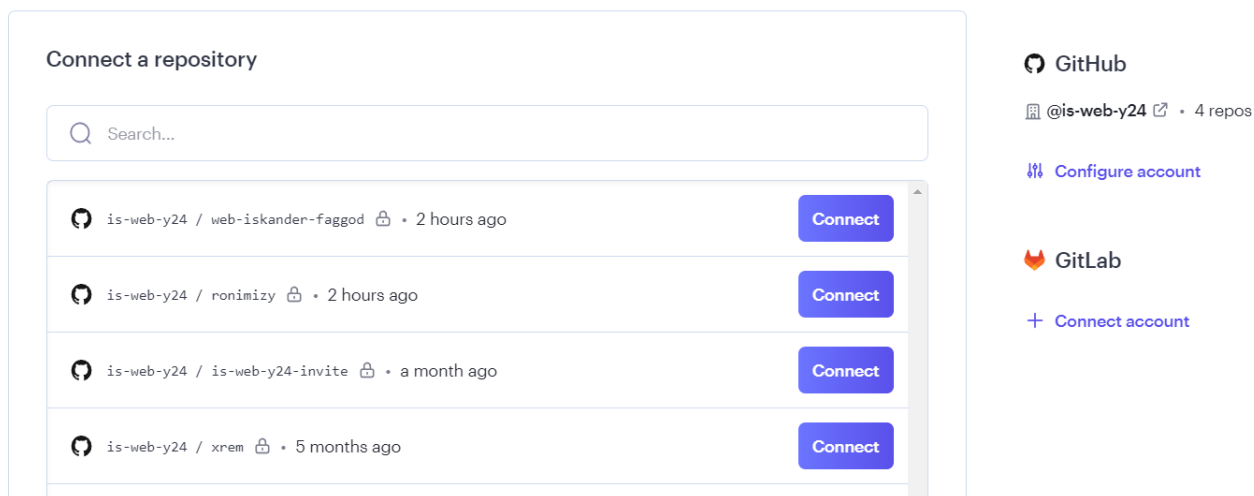 Connect a repository
Search...
is-web-y24 / web-iskander-faggod • 2 hours ago Connect
is-web-y24 / ronimizy • 2 hours ago Connect
is-web-y24 / is-web-y24-invite • a month ago Connect
is-web-y24 / xrem • 5 months ago Connect
GitHub
@is-web-y24 • 4 repos
Configure account
GitLab
+ Connect account